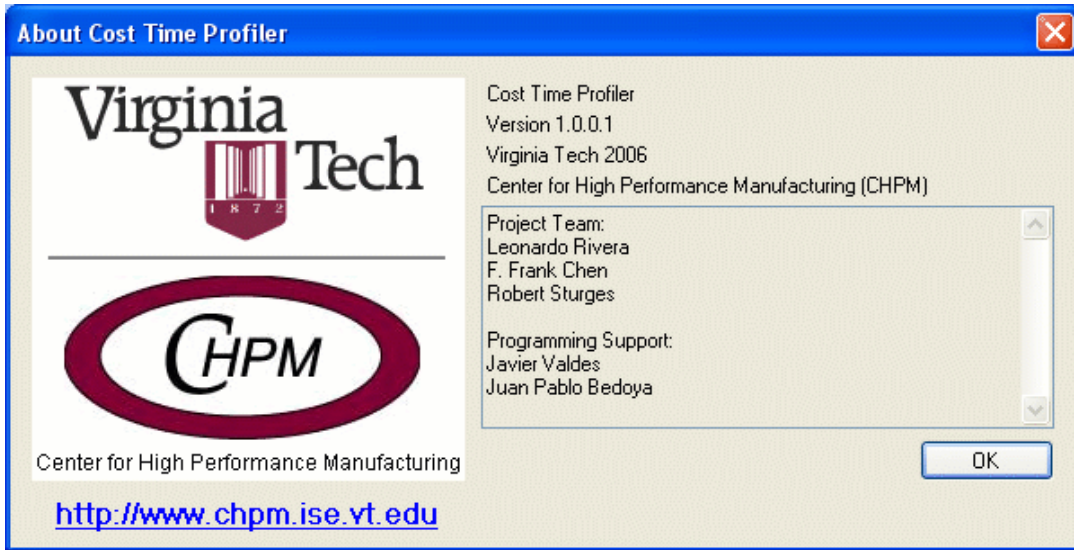 About Cost Time Profiler
Virginia
Tech
1 8 7 2
CHPM
Center for High Performance Manufacturing
http://www.chpm.ise.vt.edu
Cost Time Profiler
Version 1.0.0.1
Virginia Tech 2006
Center for High Performance Manufacturing (CHPM)
Project Team:
Leonardo Rivera
F. Frank Chen
Robert Sturges
Programming Support:
Javier Valdes
Juan Pablo Bedoya
OK